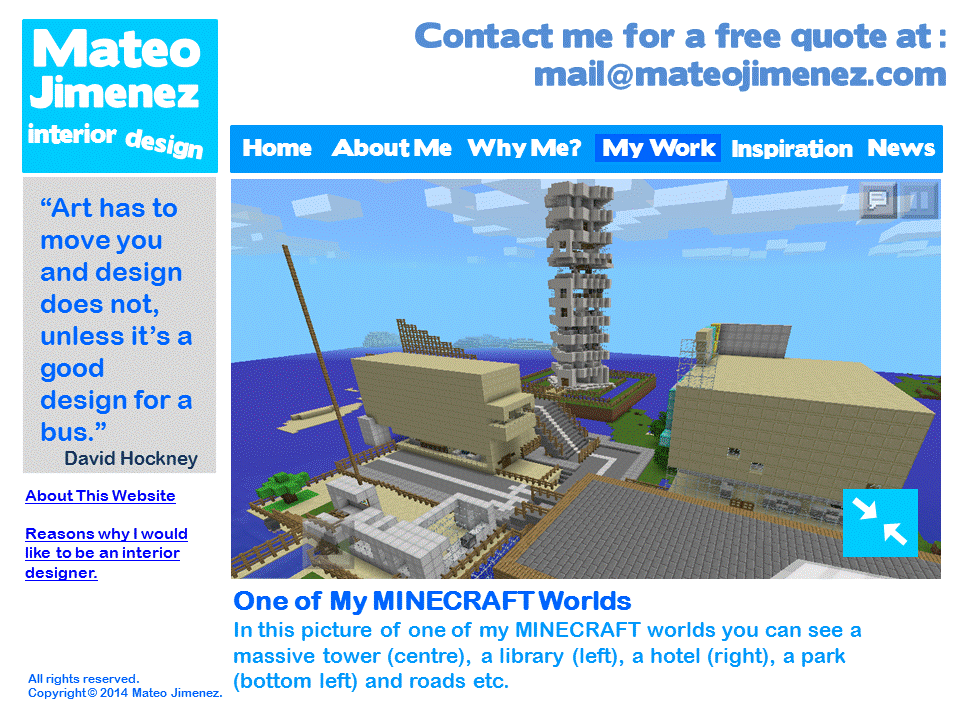 Mateo
Jimenez
interior design
Contact me for a free quote at :
mail@mateojimenez.com
Home About Me Why Me? My Work Inspiration News
“Art has to
move you
and design
does not,
unless it’s a
good
design for a
bus.”
David Hockney
About This Website
Reasons why I would
like to be an interior
designer.
One of My MINECRAFT Worlds
In this picture of one of my MINECRAFT worlds you can see a
massive tower (centre), a library (left), a hotel (right), a park
(bottom left) and roads etc.
All rights reserved.
Copyright © 2014 Mateo Jimenez.